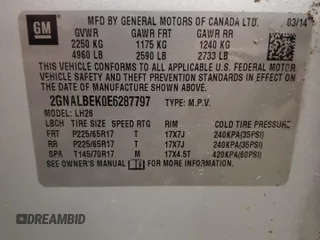 GM
MFD BY GENERAL MOTORS OF CANADA LTD. 03/14
GVWR GAWR FRT GAWR RR
2250 KG 1175 KG 1240 KG
4960 LB 2590 LB 2733 LB
THIS VEHICLE CONFORMS TO ALL APPLICABLE U.S. FEDERAL MOTOR
VEHICLE SAFETY AND THEFT PREVENTION STANDARDS IN EFFECT ON
THE DATE OF MANUFACTURE SHOWN ABOVE.
2GNALBEK0E6287797 TYPE: M.P.V.
MODEL: LH26
LBCH TIRE SIZE SPEED RTG RIM COLD TIRE PRESSURE
FRT P225/65R17 T 17X7J 240KPA(35PSI)
RR P225/65R17 T 17X7J 240KPA(35PSI)
SPA T145/70R17 M 17X4.5T 420KPA(60PSI)
SEE OWNER'S MANUAL FOR MORE INFORMATION.
DREAMBID